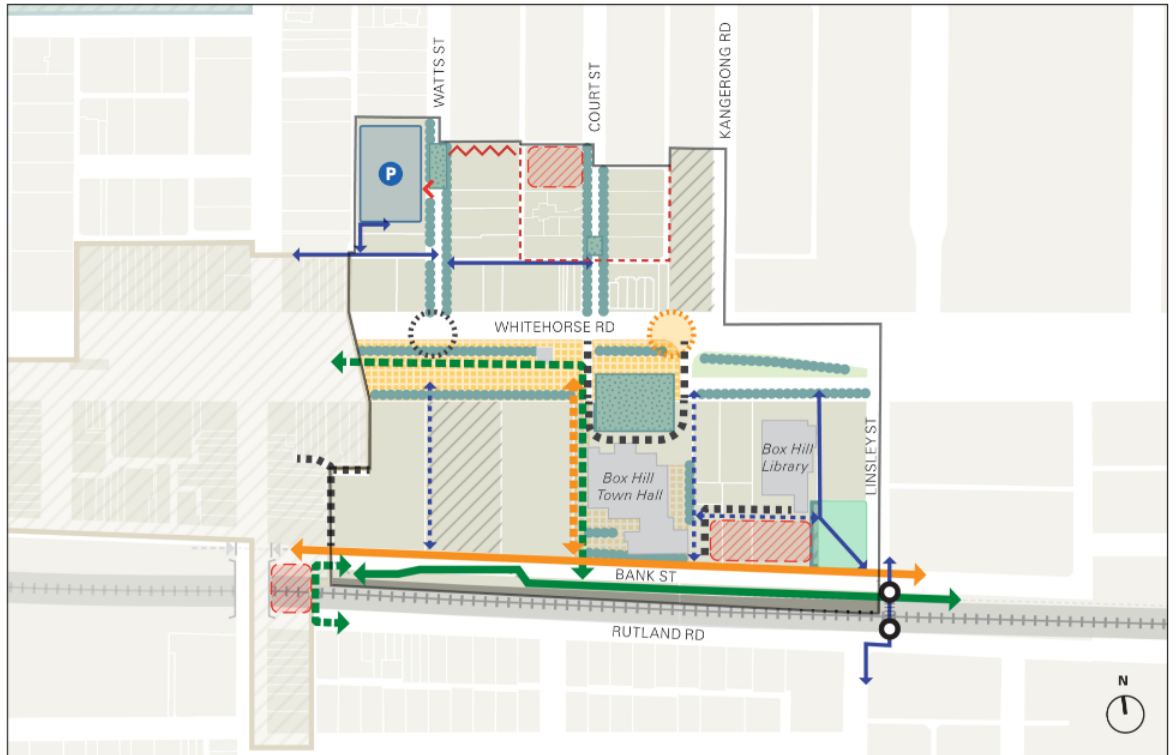 WATTS ST
COURT ST
KANGERONG RD
P
WHITEHORSE RD
LINSLEY ST
Box Hill
Library
Box Hill
Town Hall
BANK ST
RUTLAND RD
N